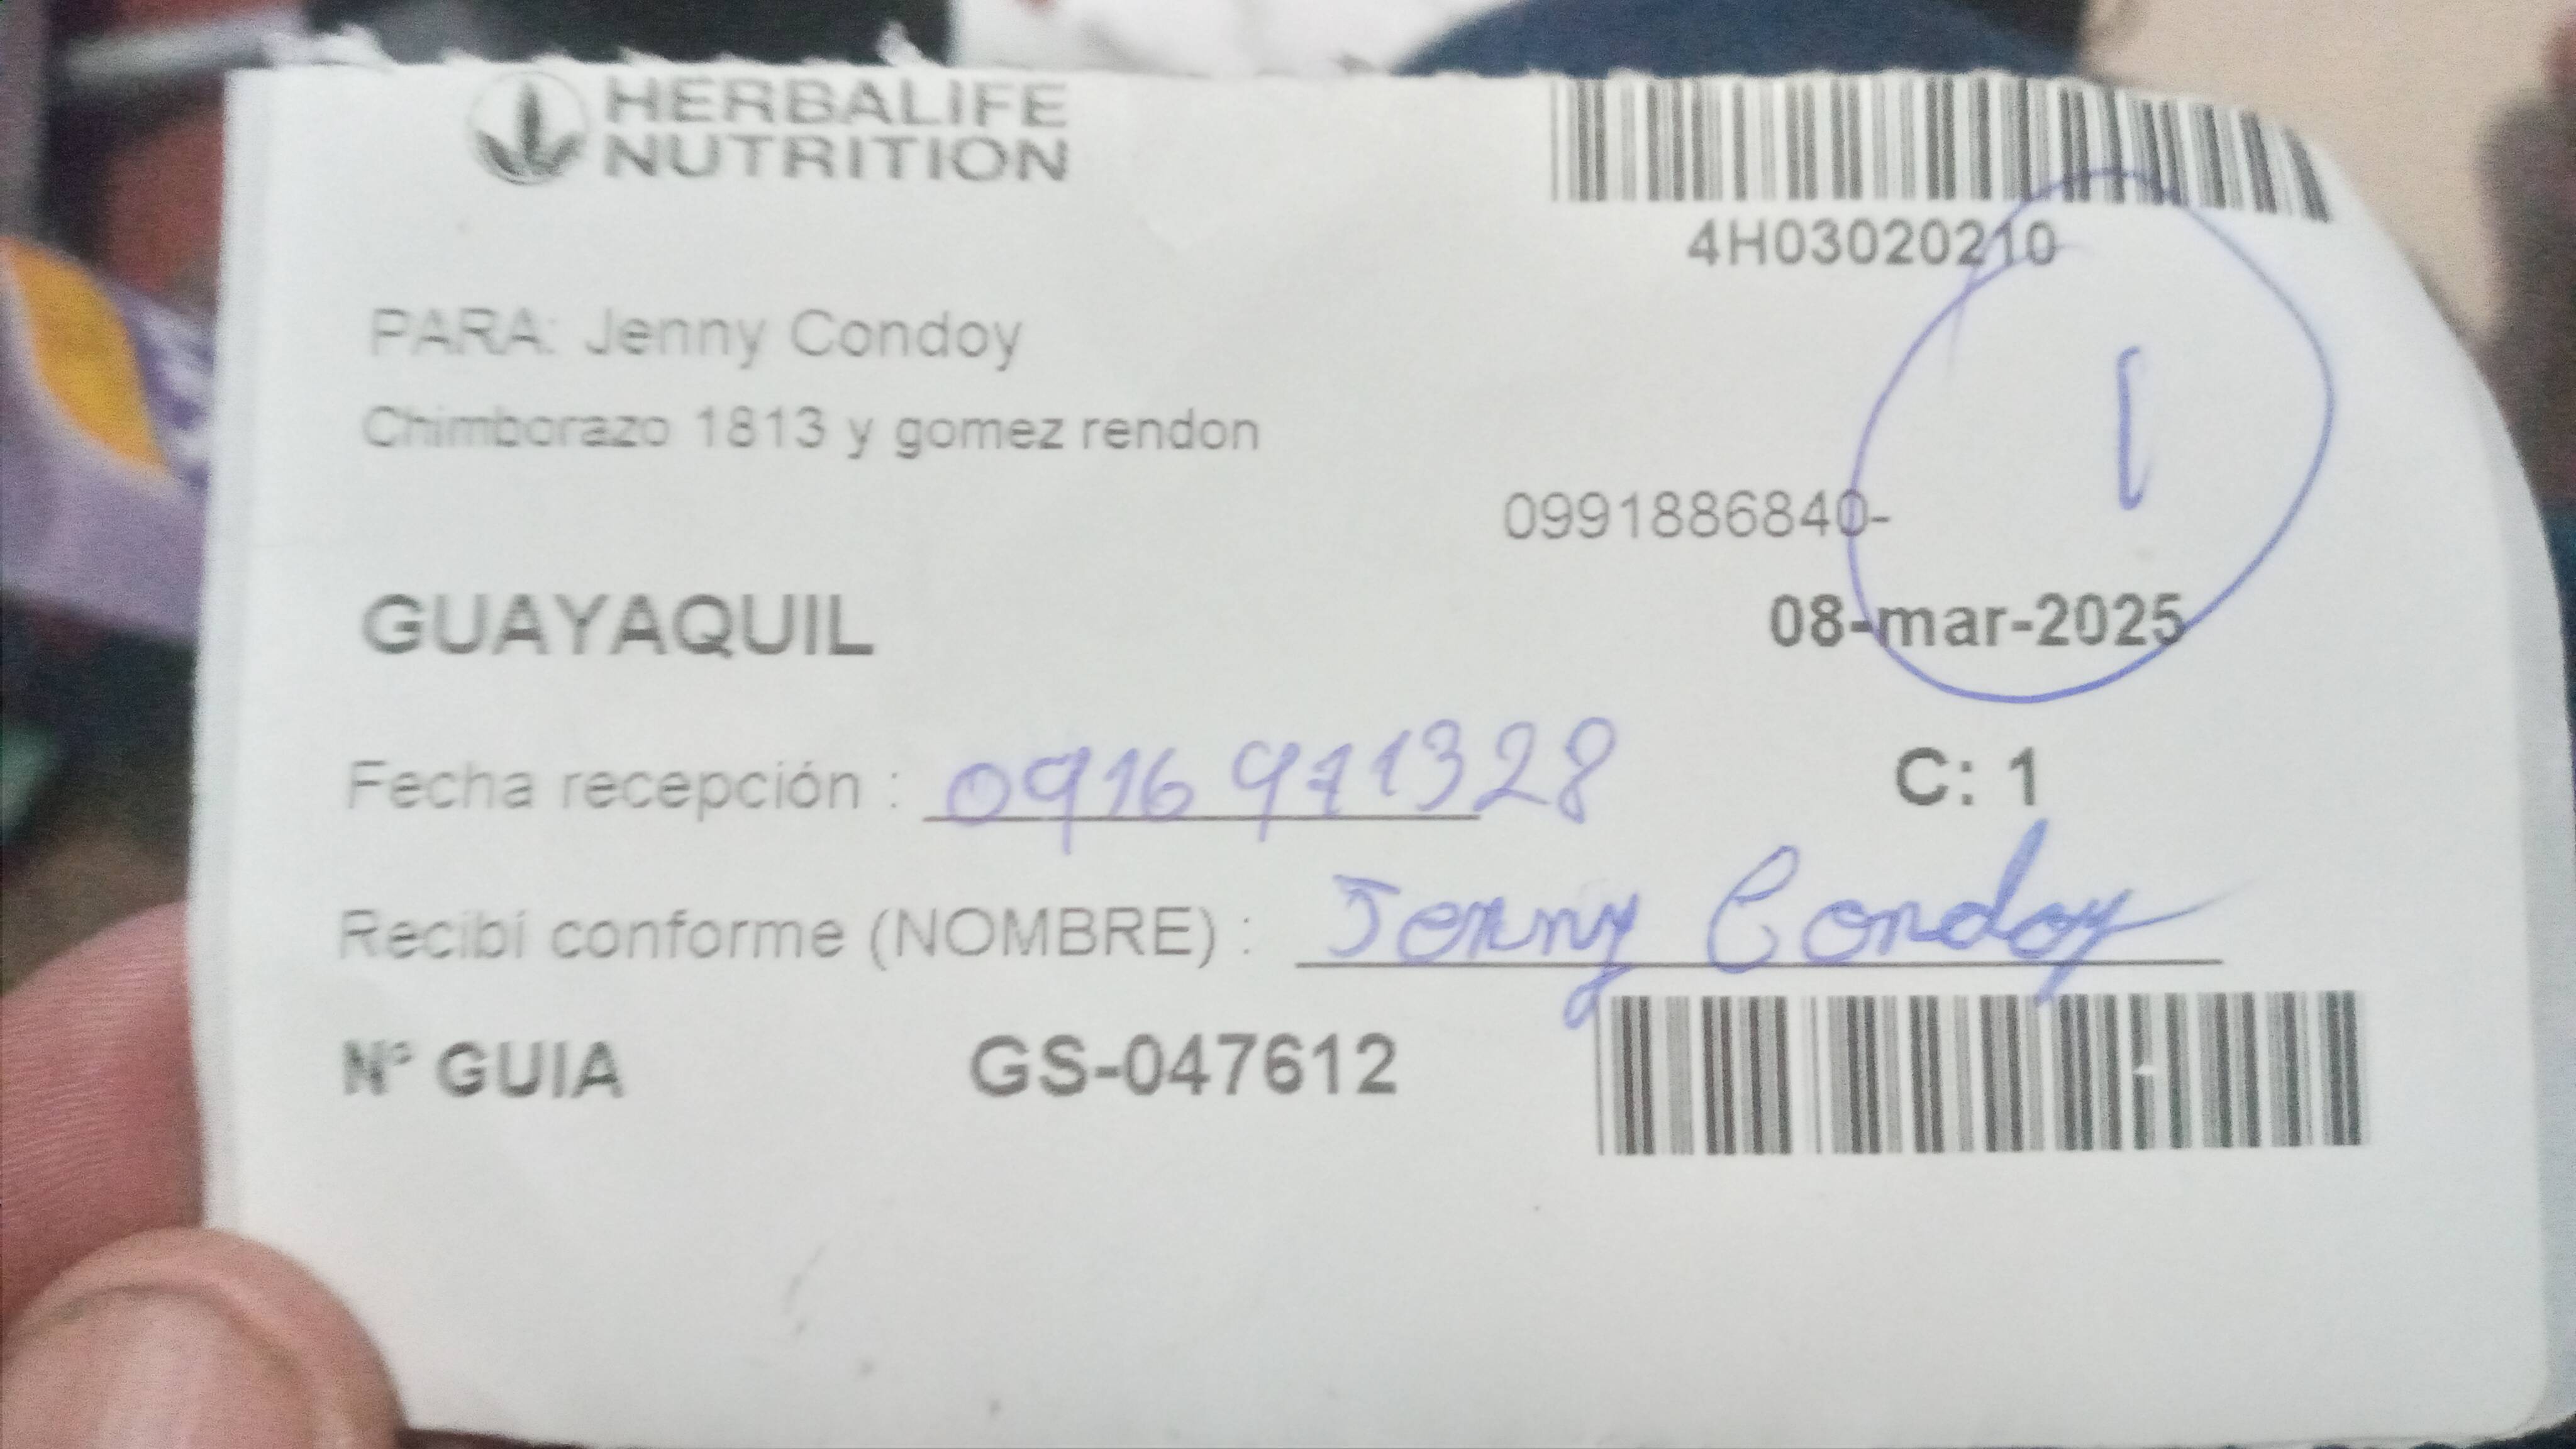 HERBALIFE
NUTRITION
4H03020210
PARA: Jenny Condoy
Chimborazo 1813 y gomez rendon
1
0991886840-
GUAYAQUIL
08-mar-2025
Fecha recepción : 0916971328
C: 1
Recibí conforme (NOMBRE) : Jenny Condoy
N° GUIA GS-047612